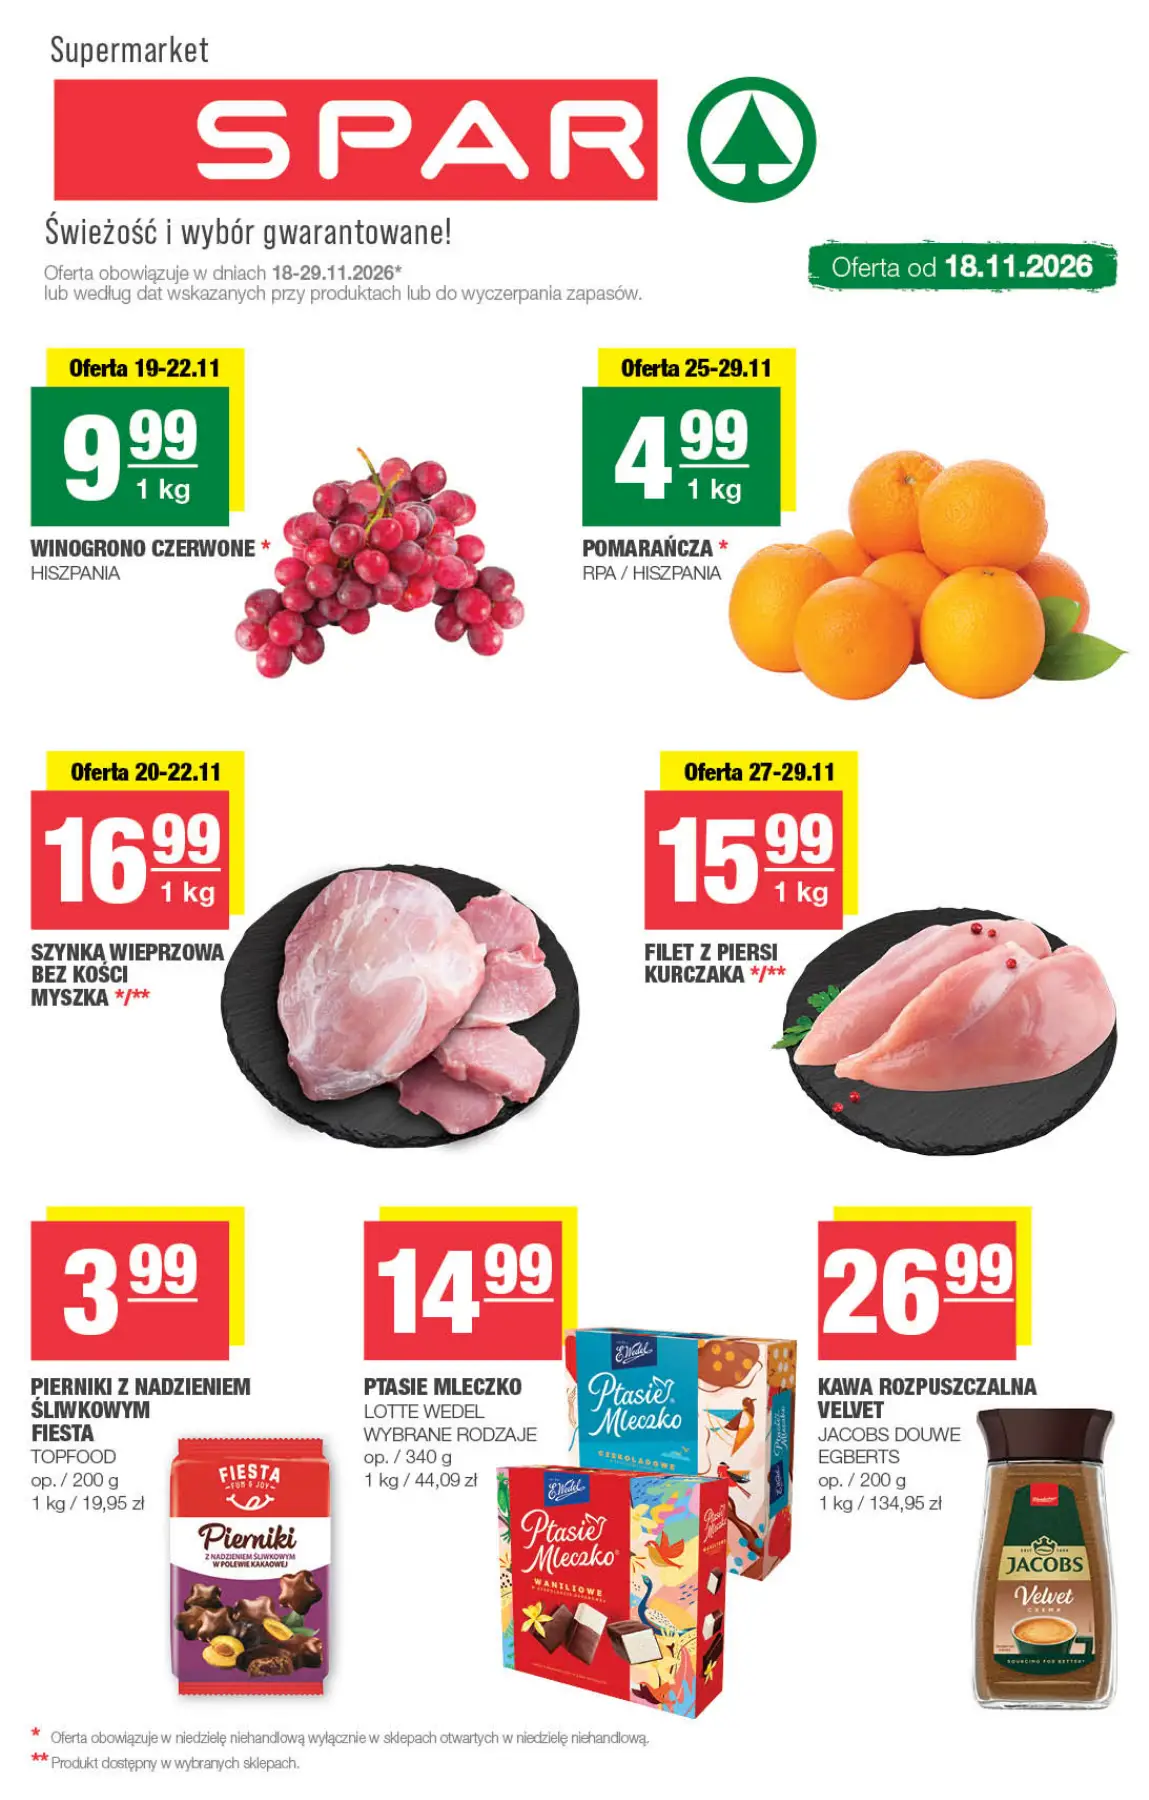 Supermarket
SPAR
Świeżość i wybór gwarantowane!
Oferta obowiązuje w dniach 18-29.11.2026*
lub według dat wskazanych przy produktach lub do wyczerpania zapasów.
Oferta od 18.11.2026
Oferta 19-22.11
9 99
1 kg
WINOGRONO CZERWONE *
HISZPANIA
Oferta 25-29.11
4 99
1 kg
POMARAŃCZA *
RPA / HISZPANIA
Oferta 20-22.11
16 99
1 kg
SZYNKA WIEPRZOWA
BEZ KOŚCI
MYSZKA */**
Oferta 27-29.11
15 99
1 kg
FILET Z PIERSI
KURCZAKA */**
3 99
PIERNIKI Z NADZIENIEM
ŚLIWKOWYM
FIESTA
TOPFOOD
op. / 200 g
1 kg / 19,95 zł
FIESTA
FUN & JOY
Pierniki
Z NADZIENIEM ŚLIWKOWYM
W POLEWIE KAKAOWEJ
14 99
PTASIE MLECZKO
LOTTE WEDEL
WYBRANE RODZAJE
op. / 340 g
1 kg / 44,09 zł
E.Wedel
Ptasie
Mleczko
CZEKOLADOWE
E.Wedel
Ptasie
Mleczko
WANILIOWE
26 99
KAWA ROZPUSZCZALNA
VELVET
JACOBS DOUWE
EGBERTS
op. / 200 g
1 kg / 134,95 zł
JACOBS
Velvet
CREMA
* Oferta obowiązuje w niedzielę niehandlową wyłącznie w sklepach otwartych w niedzielę niehandlową.
** Produkt dostępny w wybranych sklepach.